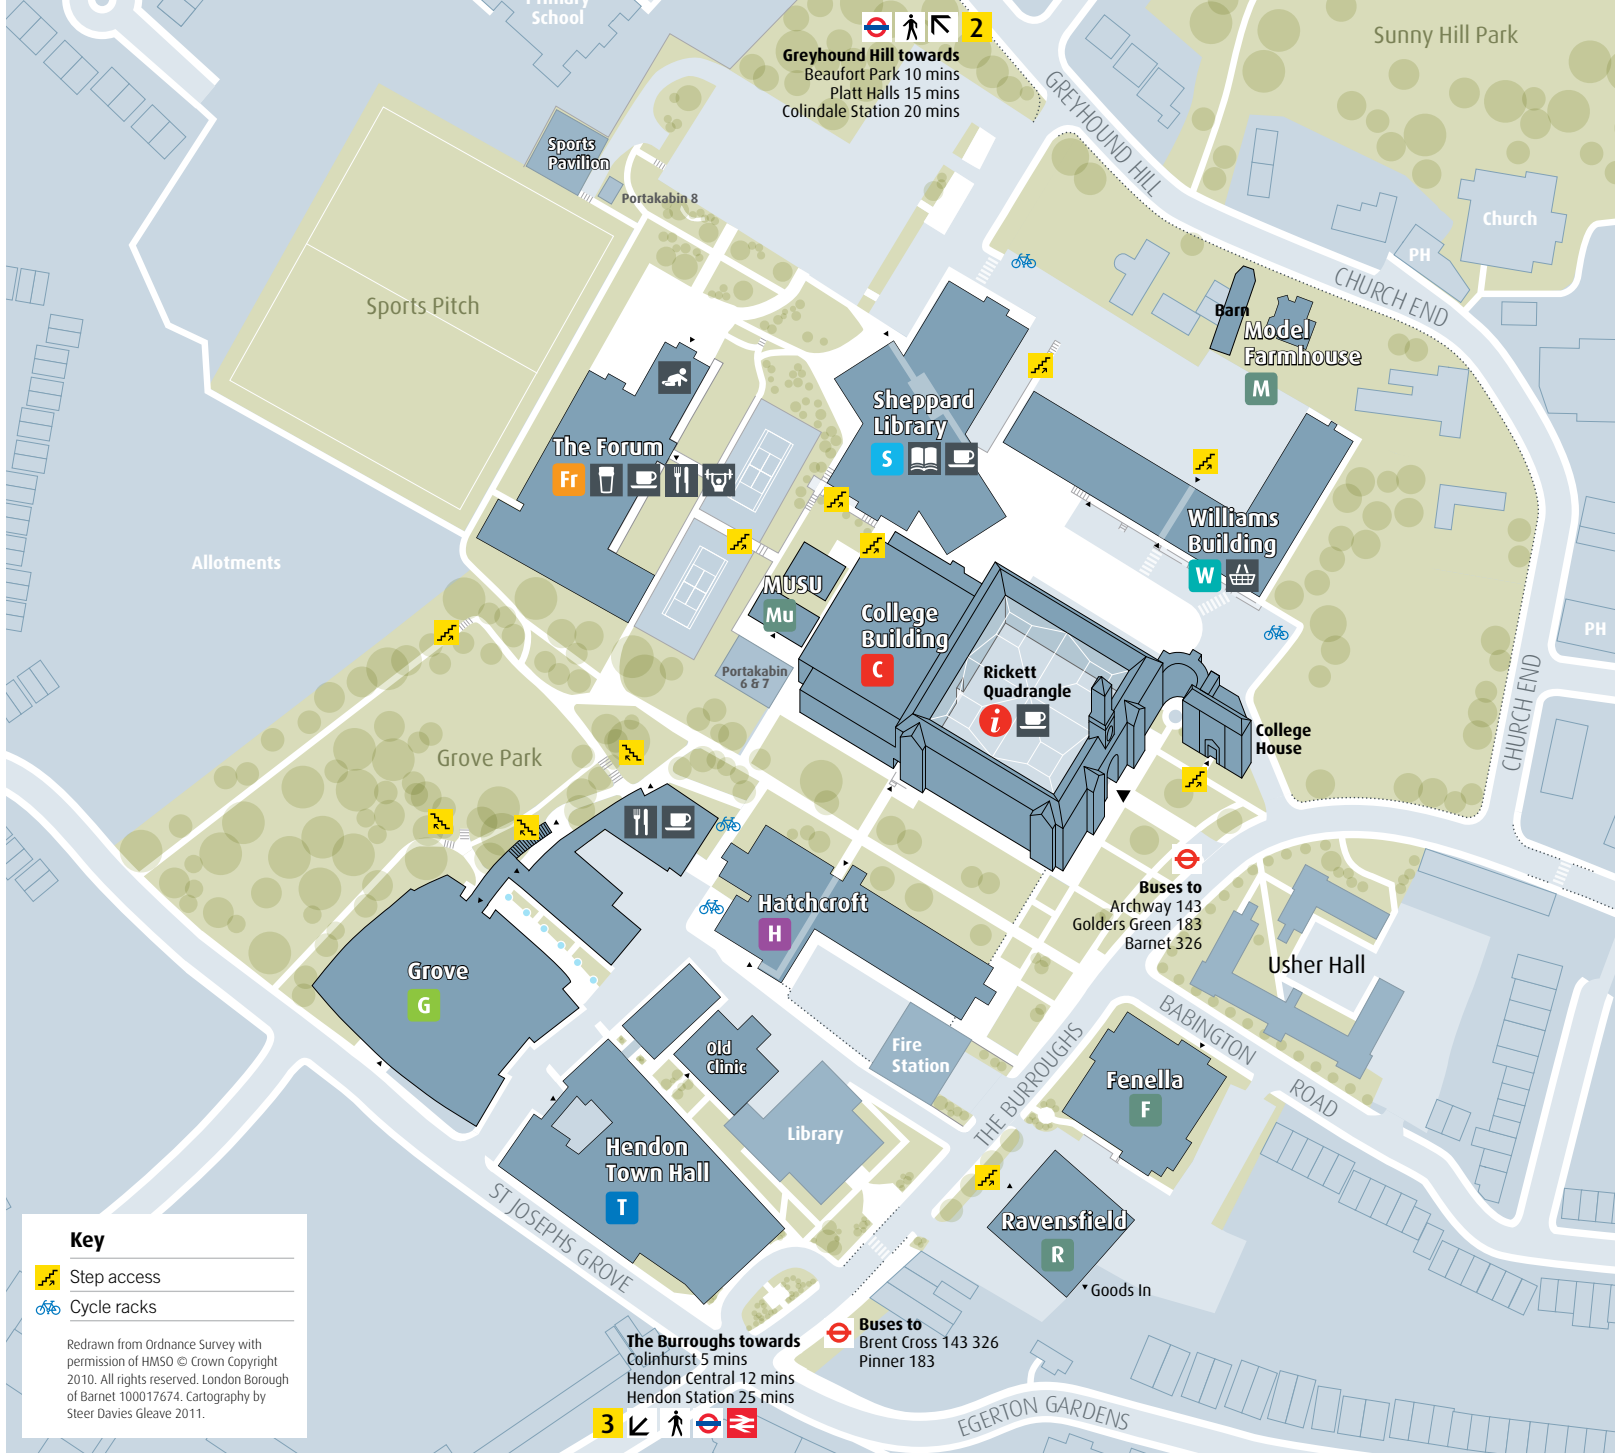 Primary
School
2
Greyhound Hill towards
Beaufort Park 10 mins
Platt Halls 15 mins
Colindale Station 20 mins
Sunny Hill Park
GREYHOUND HILL
Sports
Pavilion
Portakabin 8
Church
PH
CHURCH END
Barn
Model
Farmhouse
M
Sports Pitch
Sheppard
Library
S
The Forum
Fr
Williams
Building
W
Allotments
MUSU
Mu
College
Building
C
PH
Portakabin
6 & 7
Rickett
Quadrangle
i
CHURCH END
College
House
Grove Park
Buses to
Archway 143
Golders Green 183
Barnet 326
Hatchcroft
H
Usher Hall
Grove
G
BABINGTON
ROAD
Fire
Station
Old
Clinic
THE BURROUGHS
Fenella
F
Library
Hendon
Town Hall
T
ST JOSEPHS GROVE
Ravensfield
R
Goods In
Key
Step access
Cycle racks
Redrawn from Ordnance Survey with
permission of HMSO © Crown Copyright
2010. All rights reserved. London Borough
of Barnet 100017674. Cartography by
Steer Davies Gleave 2011.
The Burroughs towards
Colinhurst 5 mins
Hendon Central 12 mins
Hendon Station 25 mins
3
Buses to
Brent Cross 143 326
Pinner 183
EGERTON GARDENS